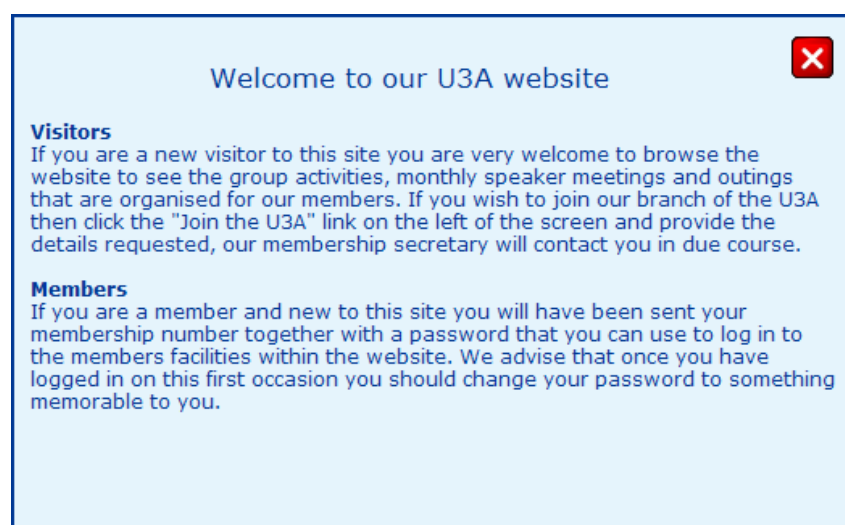 Welcome to our U3A website
Visitors
If you are a new visitor to this site you are very welcome to browse the
website to see the group activities, monthly speaker meetings and outings
that are organised for our members. If you wish to join our branch of the U3A
then click the "Join the U3A" link on the left of the screen and provide the
details requested, our membership secretary will contact you in due course.
Members
If you are a member and new to this site you will have been sent your
membership number together with a password that you can use to log in to
the members facilities within the website. We advise that once you have
logged in on this first occasion you should change your password to something
memorable to you.